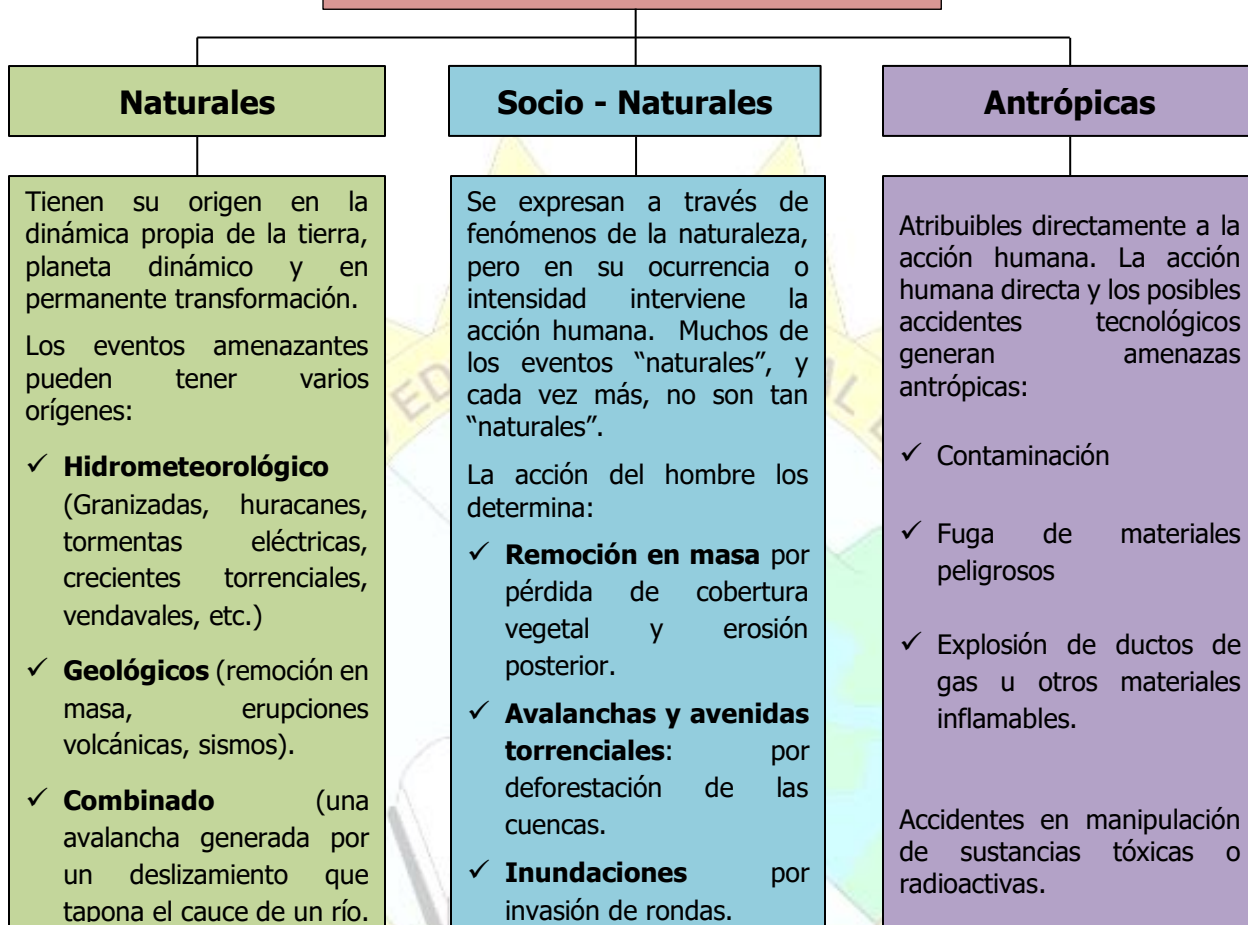 Naturales
Tienen su origen en la
dinámica propia de la tierra,
planeta dinámico y en
permanente transformación.
Los eventos amenazantes
pueden tener varios
orígenes:
✓ Hidrometeorológico
(Granizadas, huracanes,
tormentas eléctricas,
crecientes torrenciales,
vendavales, etc.)
✓ Geológicos (remoción en
masa, erupciones
volcánicas, sismos).
✓ Combinado (una
avalancha generada por
un deslizamiento que
tapona el cauce de un río.
Socio - Naturales
Se expresan a través de
fenómenos de la naturaleza,
pero en su ocurrencia o
intensidad interviene la
acción humana. Muchos de
los eventos “naturales”, y
cada vez más, no son tan
“naturales”.
La acción del hombre los
determina:
✓ Remoción en masa por
pérdida de cobertura
vegetal y erosión
posterior.
✓ Avalanchas y avenidas
torrenciales: por
deforestación de las
cuencas.
✓ Inundaciones por
invasión de rondas.
Antrópicas
Atribuibles directamente a la
acción humana. La acción
humana directa y los posibles
accidentes tecnológicos
generan amenazas
antrópicas:
✓ Contaminación
✓ Fuga de materiales
peligrosos
✓ Explosión de ductos de
gas u otros materiales
inflamables.
Accidentes en manipulación
de sustancias tóxicas o
radioactivas.